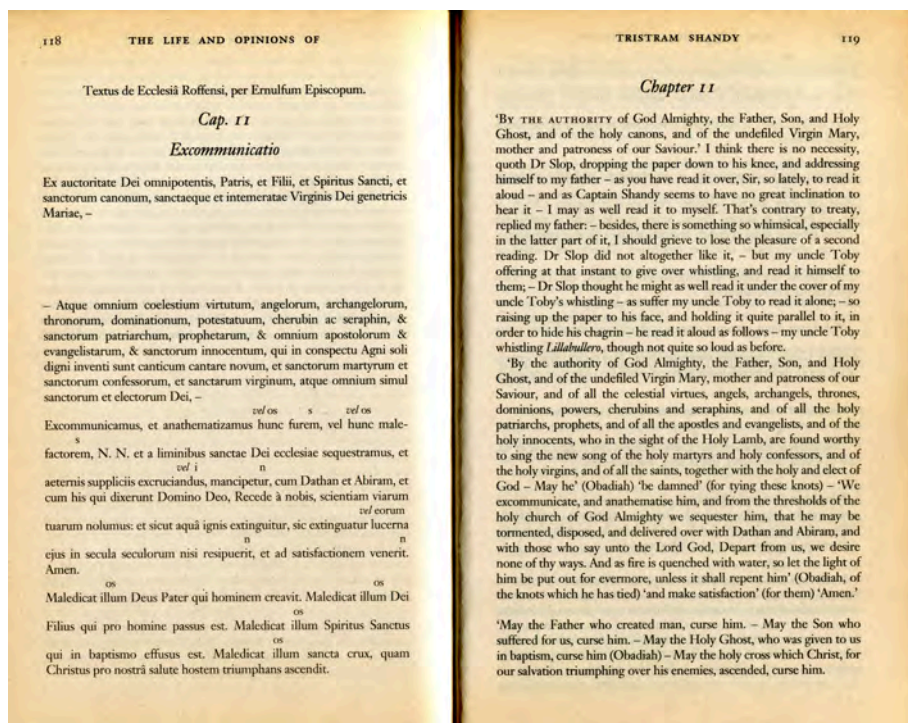 118 THE LIFE AND OPINIONS OF
Textus de Ecclesiâ Roffensi, per Ernulfum Episcopum.
Cap. 11
Excommunicatio
Ex auctoritate Dei omnipotentis, Patris, et Filii, et Spiritus Sancti, et
sanctorum canonum, sanctaeque et intemeratae Virginis Dei genetricis
Mariae, –
– Atque omnium coelestium virtutum, angelorum, archangelorum,
thronorum, dominationum, potestatuum, cherubin ac seraphin, &
sanctorum patriarchum, prophetarum, & omnium apostolorum &
evangelistarum, & sanctorum innocentum, qui in conspectu Agni soli
digni inventi sunt canticum cantare novum, et sanctorum martyrum et
sanctorum confessorum, et sanctarum virginum, atque omnium simul
sanctorum et electorum Dei, –
vel os s vel os
Excommunicamus, et anathematizamus hunc furem, vel hunc male-
s
factorem, N. N. et a liminibus sanctae Dei ecclesiae sequestramus, et
vel i n
aeternis suppliciis excruciandus, mancipetur, cum Dathan et Abiram, et
cum his qui dixerunt Domino Deo, Recede à nobis, scientiam viarum
vel eorum
tuarum nolumus: et sicut aquâ ignis extinguitur, sic extinguatur lucerna
n n
ejus in secula seculorum nisi resipuerit, et ad satisfactionem venerit.
Amen.
os os
Maledicat illum Deus Pater qui hominem creavit. Maledicat illum Dei
os
Filius qui pro homine passus est. Maledicat illum Spiritus Sanctus
os
qui in baptismo effusus est. Maledicat illum sancta crux, quam
Christus pro nostrâ salute hostem triumphans ascendit.
TRISTRAM SHANDY 119
Chapter 11
‘BY THE AUTHORITY of God Almighty, the Father, Son, and Holy
Ghost, and of the holy canons, and of the undefiled Virgin Mary,
mother and patroness of our Saviour.’ I think there is no necessity,
quoth Dr Slop, dropping the paper down to his knee, and addressing
himself to my father – as you have read it over, Sir, so lately, to read it
aloud – and as Captain Shandy seems to have no great inclination to
hear it – I may as well read it to myself. That’s contrary to treaty,
replied my father: – besides, there is something so whimsical, especially
in the latter part of it, I should grieve to lose the pleasure of a second
reading. Dr Slop did not altogether like it, – but my uncle Toby
offering at that instant to give over whistling, and read it himself to
them; – Dr Slop thought he might as well read it under the cover of my
uncle Toby’s whistling – as suffer my uncle Toby to read it alone; – so
raising up the paper to his face, and holding it quite parallel to it, in
order to hide his chagrin – he read it aloud as follows – my uncle Toby
whistling Lillabullero, though not quite so loud as before.
‘By the authority of God Almighty, the Father, Son, and Holy
Ghost, and of the undefiled Virgin Mary, mother and patroness of our
Saviour, and of all the celestial virtues, angels, archangels, thrones,
dominions, powers, cherubins and seraphins, and of all the holy
patriarchs, prophets, and of all the apostles and evangelists, and of the
holy innocents, who in the sight of the Holy Lamb, are found worthy
to sing the new song of the holy martyrs and holy confessors, and of
the holy virgins, and of all the saints, together with the holy and elect of
God – May he’ (Obadiah) ‘be damned’ (for tying these knots) – ‘We
excommunicate, and anathematise him, and from the thresholds of the
holy church of God Almighty we sequester him, that he may be
tormented, disposed, and delivered over with Dathan and Abiram, and
with those who say unto the Lord God, Depart from us, we desire
none of thy ways. And as fire is quenched with water, so let the light of
him be put out for evermore, unless it shall repent him’ (Obadiah, of
the knots which he has tied) ‘and make satisfaction’ (for them) ‘Amen.’
‘May the Father who created man, curse him. – May the Son who
suffered for us, curse him. – May the Holy Ghost, who was given to us
in baptism, curse him (Obadiah) – May the holy cross which Christ, for
our salvation triumphing over his enemies, ascended, curse him.